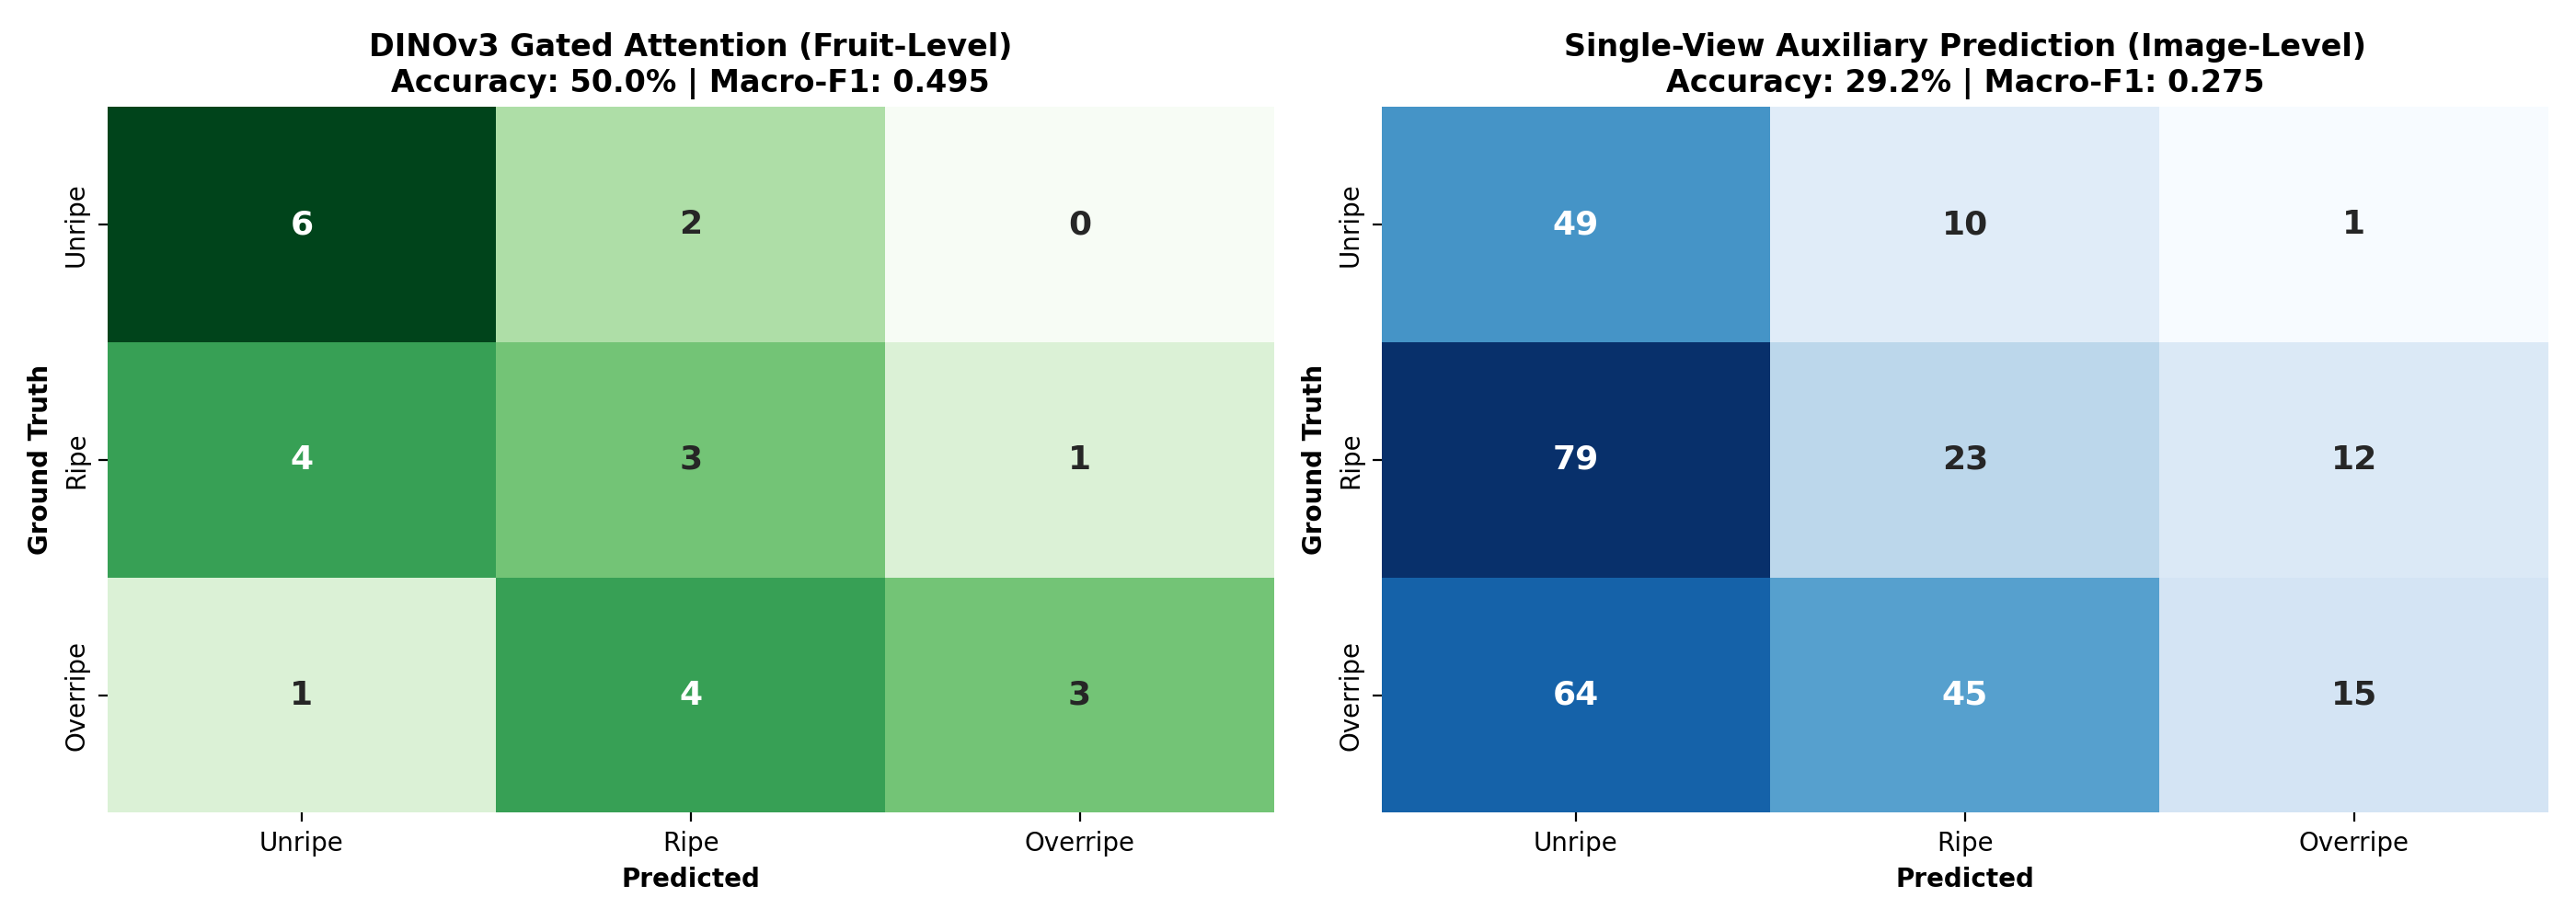 DINOv3 Gated Attention (Fruit-Level)
Accuracy: 50.0% | Macro-F1: 0.495
Ground Truth
Unripe
6 2 0
Ripe
4 3 1
Overripe
1 4 3
Unripe Ripe Overripe
Predicted
Single-View Auxiliary Prediction (Image-Level)
Accuracy: 29.2% | Macro-F1: 0.275
Ground Truth
Unripe
49 10 1
Ripe
79 23 12
Overripe
64 45 15
Unripe Ripe Overripe
Predicted